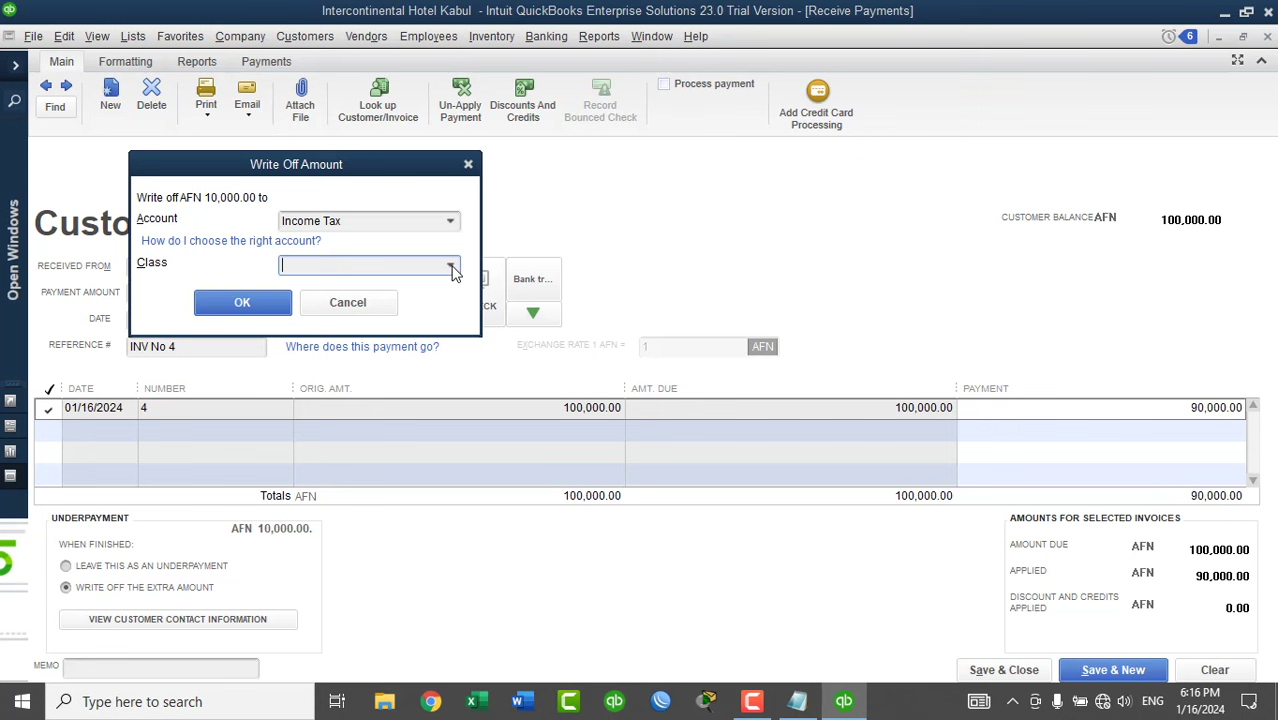 Intercontinental Hotel Kabul - Intuit QuickBooks Enterprise Solutions 23.0 Trial Version - [Receive Payments]
File Edit View Lists Favorites Company Customers Vendors Employees Inventory Banking Reports Window Help 6
Main Formatting Reports Payments
Find New Delete Print Email Attach File Look up Customer/Invoice Un-Apply Payment Discounts And Credits Record Bounced Check Process payment Add Credit Card Processing
Open Windows
Write Off Amount
Write off AFN 10,000.00 to
Account Income Tax
How do I choose the right account?
Class
OK Cancel
Custo
CUSTOMER BALANCE AFN 100,000.00
RECEIVED FROM
PAYMENT AMOUNT
DATE
Bank tr...
CK
REFERENCE # INV No 4 Where does this payment go? EXCHANGE RATE 1 AFN = 1 AFN
DATE NUMBER ORIG. AMT. AMT. DUE PAYMENT
01/16/2024 4 100,000.00 100,000.00 90,000.00
Totals AFN 100,000.00 100,000.00 90,000.00
UNDERPAYMENT
AFN 10,000.00.
WHEN FINISHED:
LEAVE THIS AS AN UNDERPAYMENT
WRITE OFF THE EXTRA AMOUNT
VIEW CUSTOMER CONTACT INFORMATION
AMOUNTS FOR SELECTED INVOICES
AMOUNT DUE AFN 100,000.00
APPLIED AFN 90,000.00
DISCOUNT AND CREDITS APPLIED AFN 0.00
MEMO
Save & Close Save & New Clear
Type here to search
ENG
6:16 PM
1/16/2024